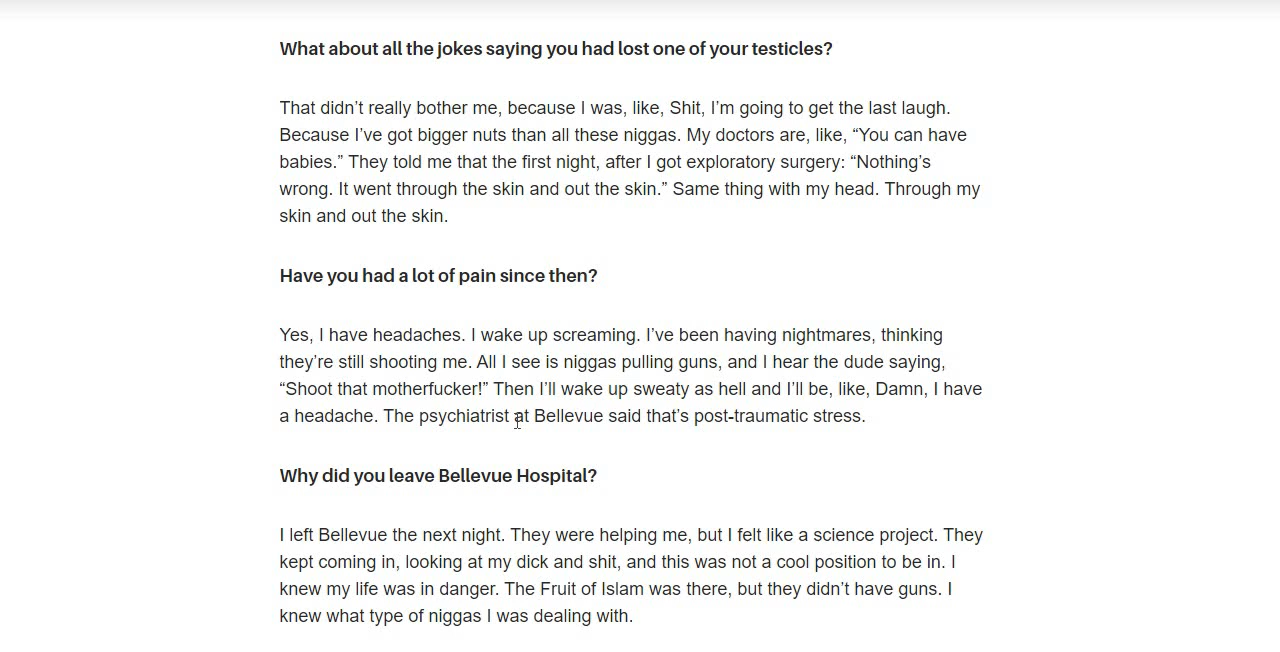 What about all the jokes saying you had lost one of your testicles?
That didn’t really bother me, because I was, like, Shit, I’m going to get the last laugh.
Because I’ve got bigger nuts than all these niggas. My doctors are, like, “You can have
babies.” They told me that the first night, after I got exploratory surgery: “Nothing’s
wrong. It went through the skin and out the skin.” Same thing with my head. Through my
skin and out the skin.
Have you had a lot of pain since then?
Yes, I have headaches. I wake up screaming. I’ve been having nightmares, thinking
they’re still shooting me. All I see is niggas pulling guns, and I hear the dude saying,
“Shoot that motherfucker!” Then I’ll wake up sweaty as hell and I’ll be, like, Damn, I have
a headache. The psychiatrist at Bellevue said that’s post-traumatic stress.
Why did you leave Bellevue Hospital?
I left Bellevue the next night. They were helping me, but I felt like a science project. They
kept coming in, looking at my dick and shit, and this was not a cool position to be in. I
knew my life was in danger. The Fruit of Islam was there, but they didn’t have guns. I
knew what type of niggas I was dealing with.